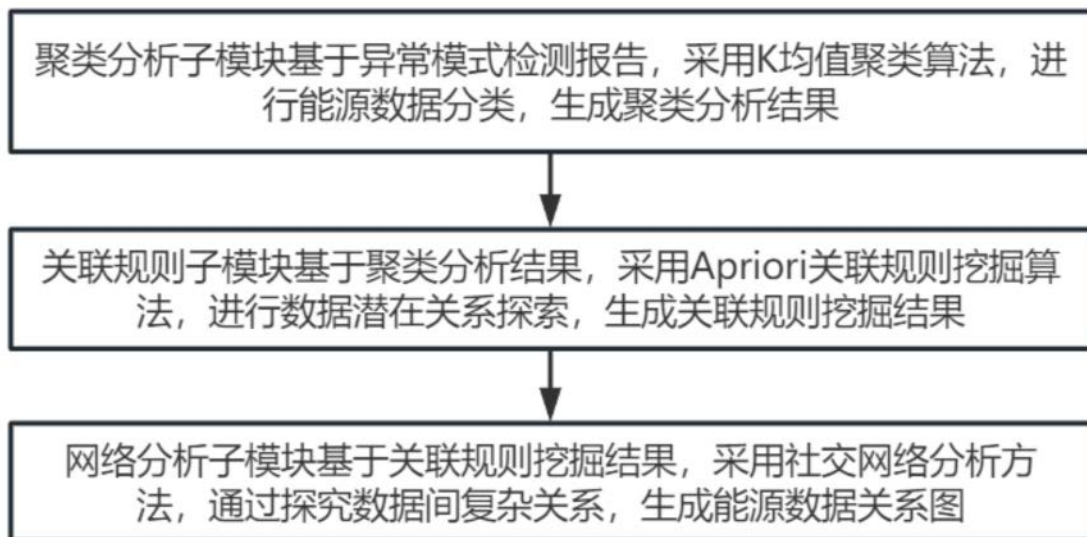 聚类分析子模块基于异常模式检测报告，采用K均值聚类算法，进
行能源数据分类，生成聚类分析结果
关联规则子模块基于聚类分析结果，采用Apriori关联规则挖掘算
法，进行数据潜在关系探索，生成关联规则挖掘结果
网络分析子模块基于关联规则挖掘结果，采用社交网络分析方
法，通过探究数据间复杂关系，生成能源数据关系图